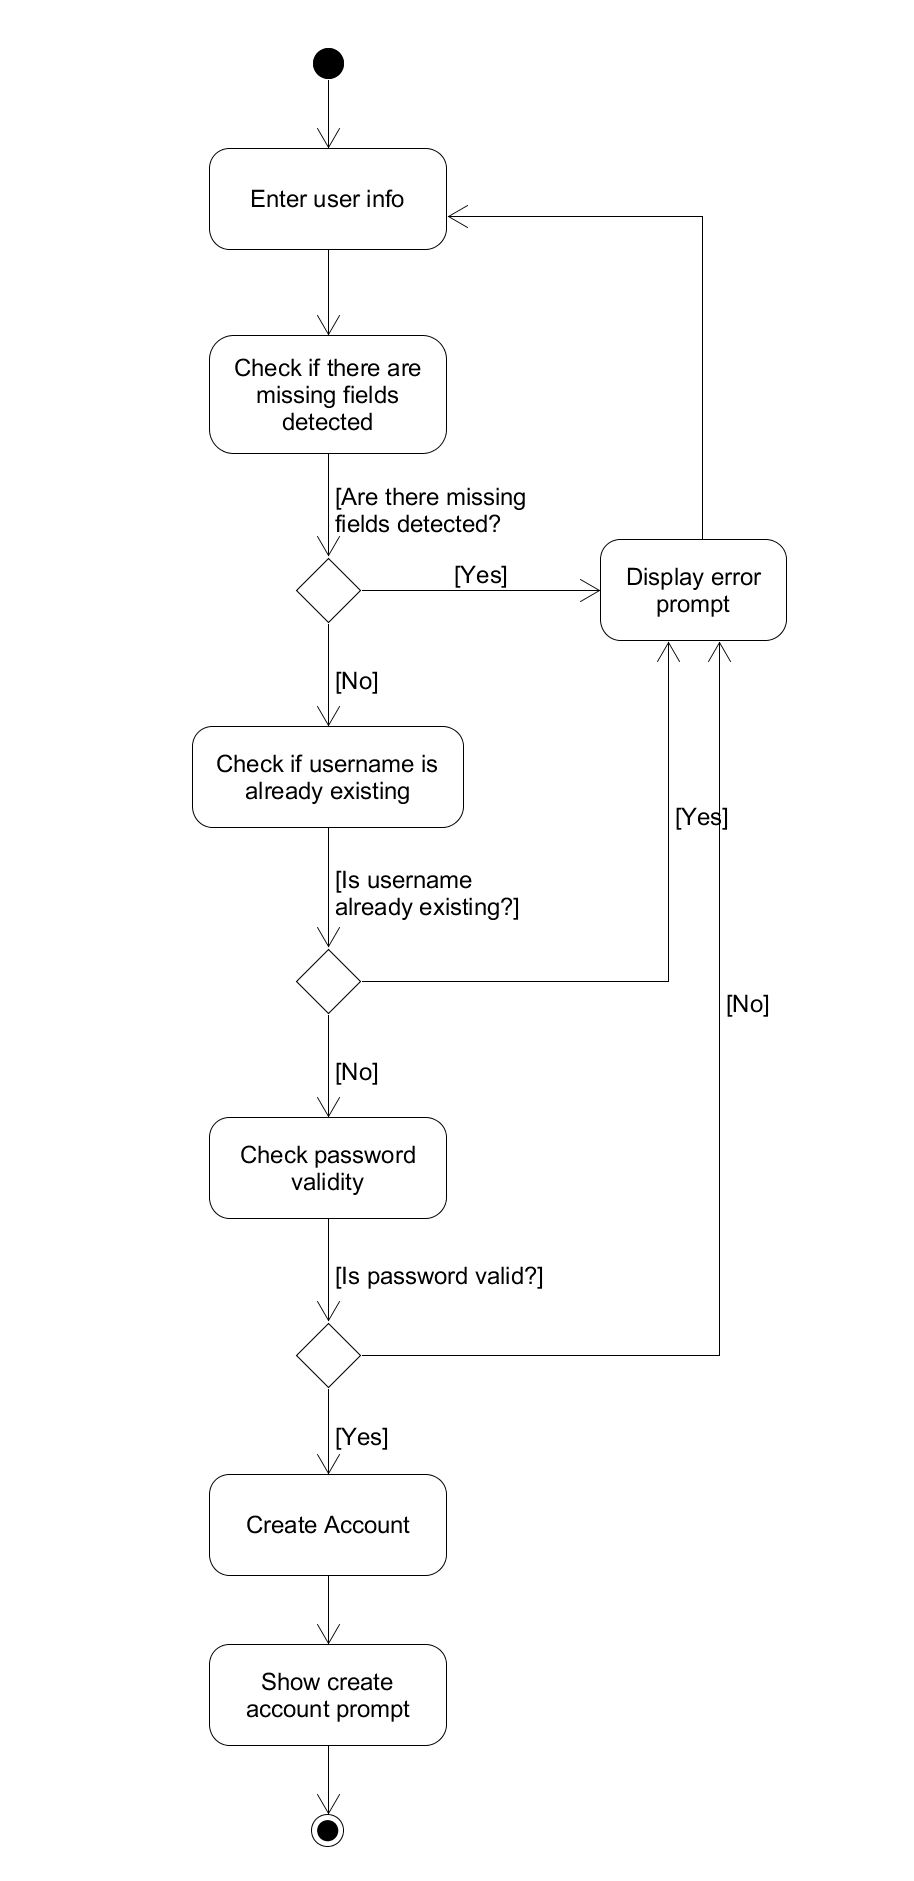 Enter user info
Check if there are
missing fields
detected
[Are there missing
fields detected?
[Yes]
Display error
prompt
[No]
Check if username is
already existing
[Yes]
[Is username
already existing?]
[No]
[No]
Check password
validity
[Is password valid?]
[Yes]
Create Account
Show create
account prompt